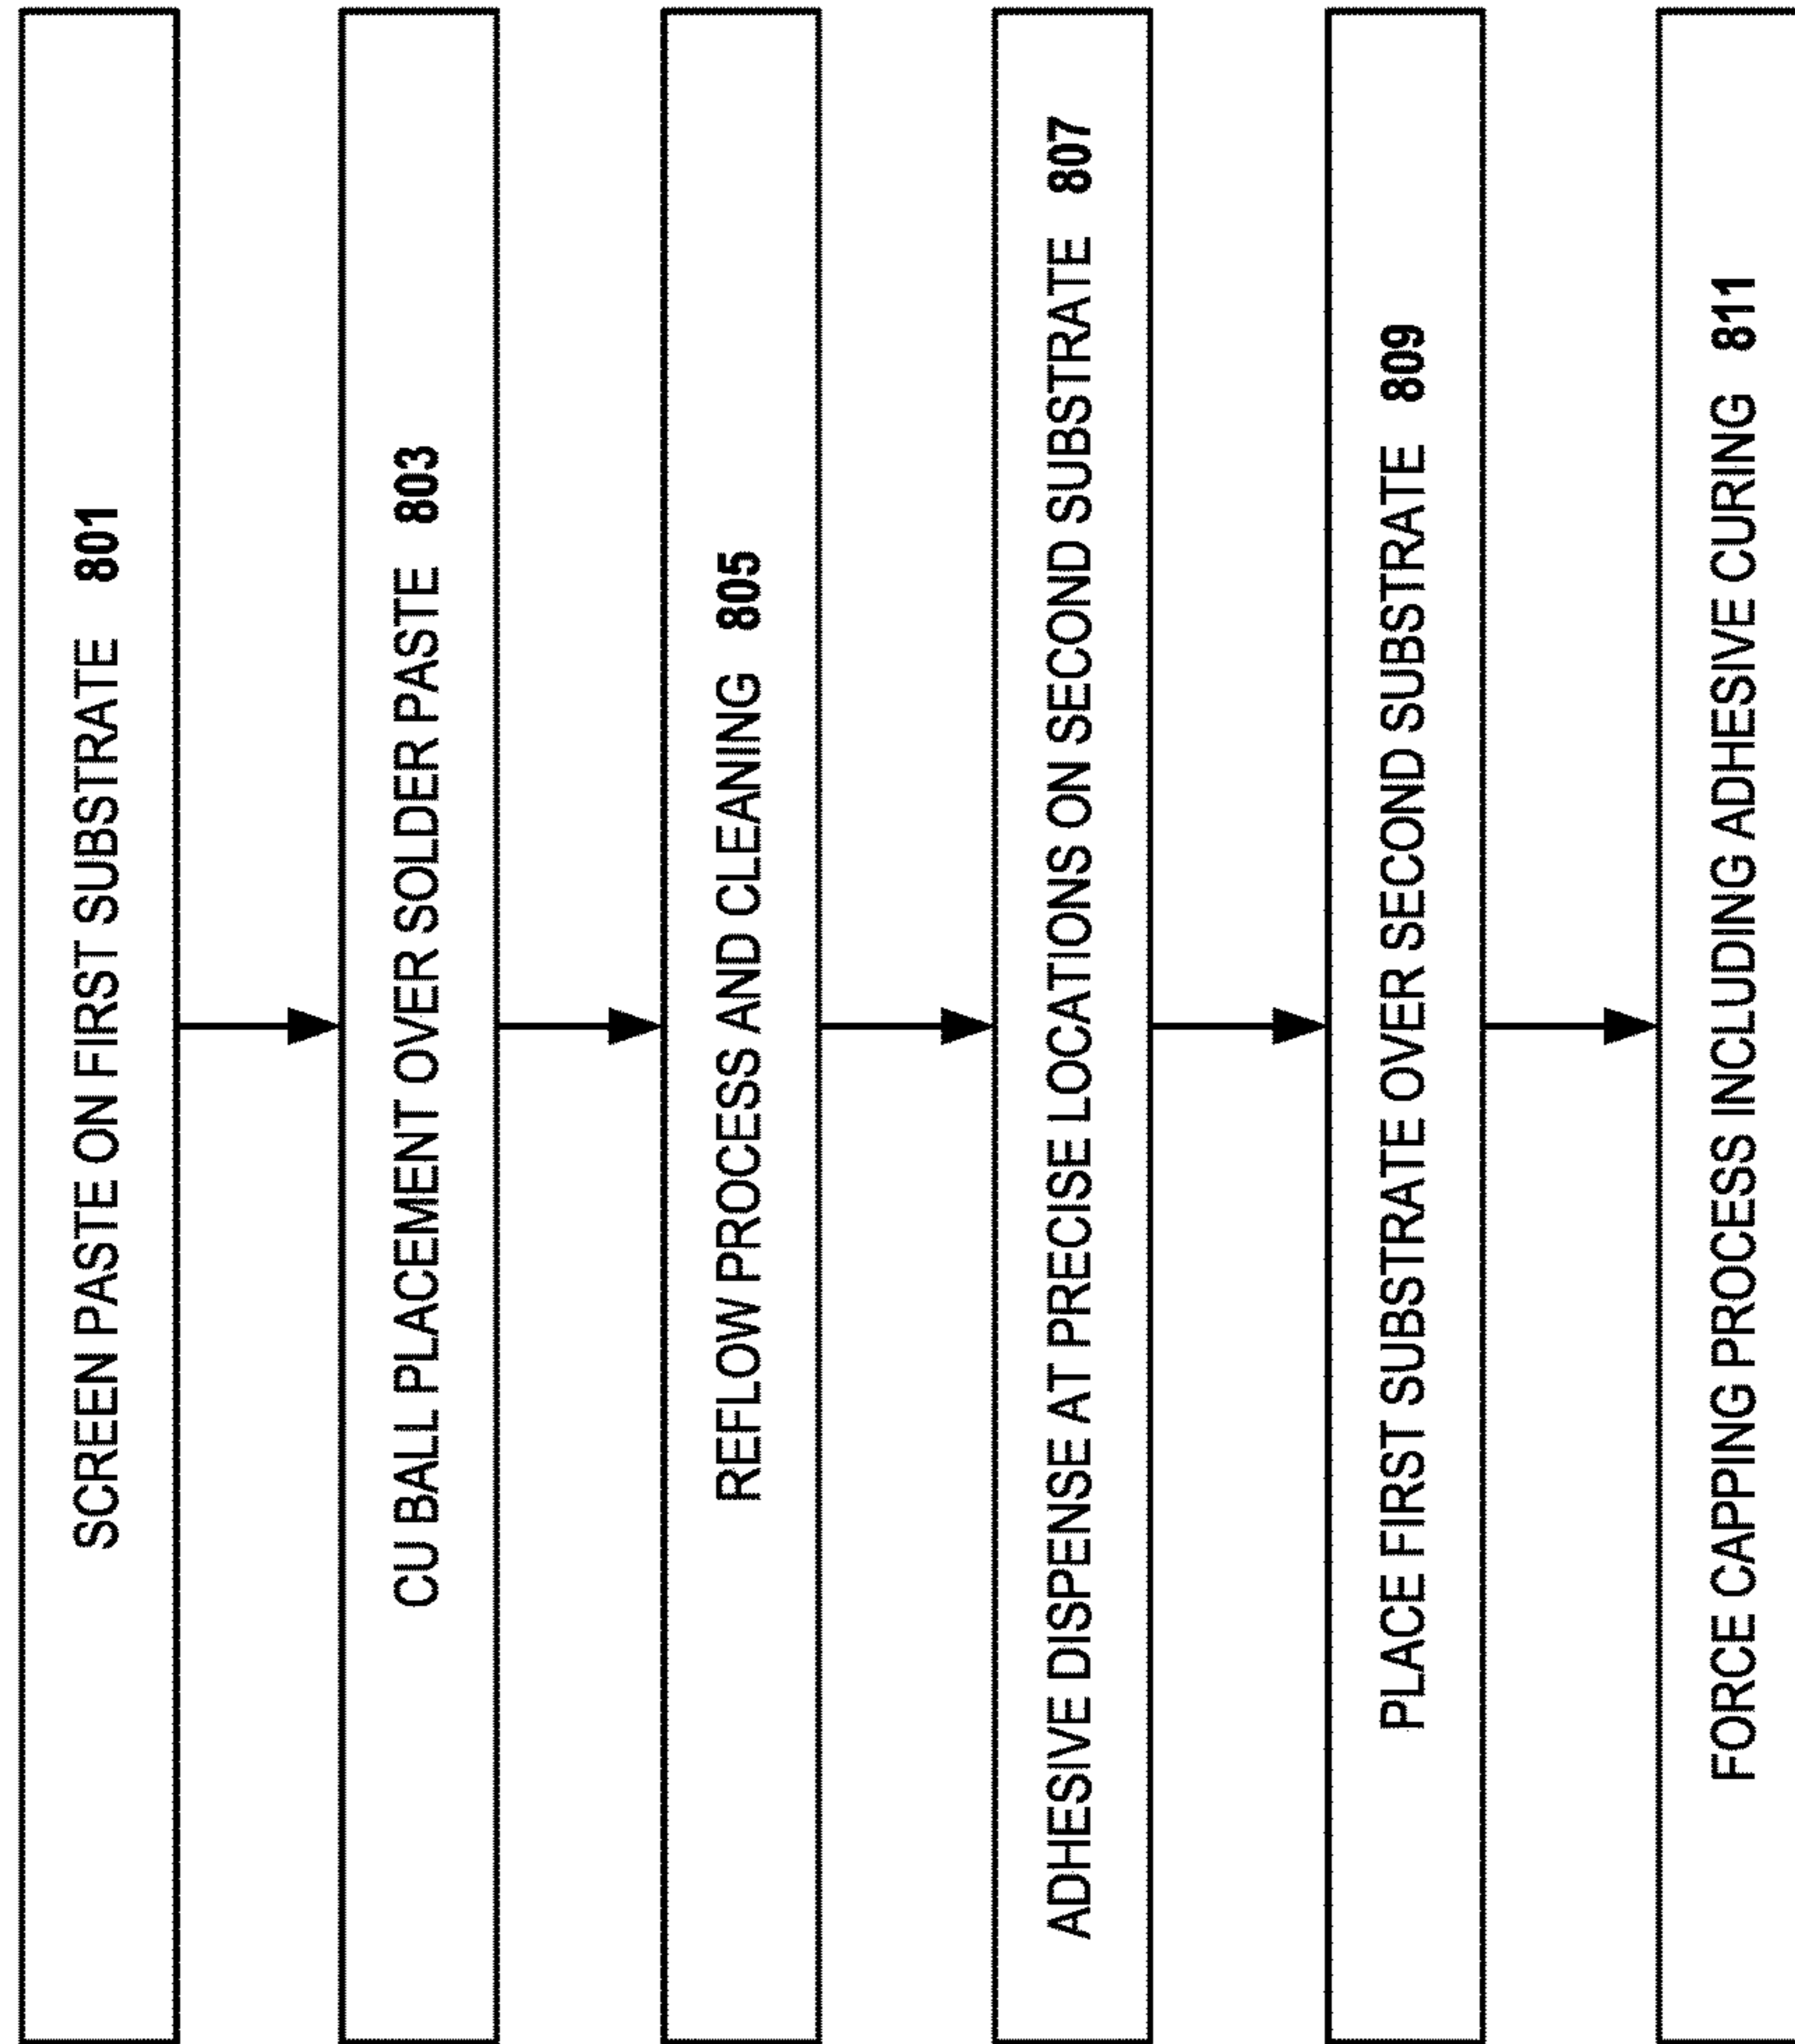 SCREEN PASTE ON FIRST SUBSTRATE 801
CU BALL PLACEMENT OVER SOLDER PASTE 803
REFLOW PROCESS AND CLEANING 805
ADHESIVE DISPENSE AT PRECISE LOCATIONS ON SECOND SUBSTRATE 807
PLACE FIRST SUBSTRATE OVER SECOND SUBSTRATE 809
FORCE CAPPING PROCESS INCLUDING ADHESIVE CURING 811